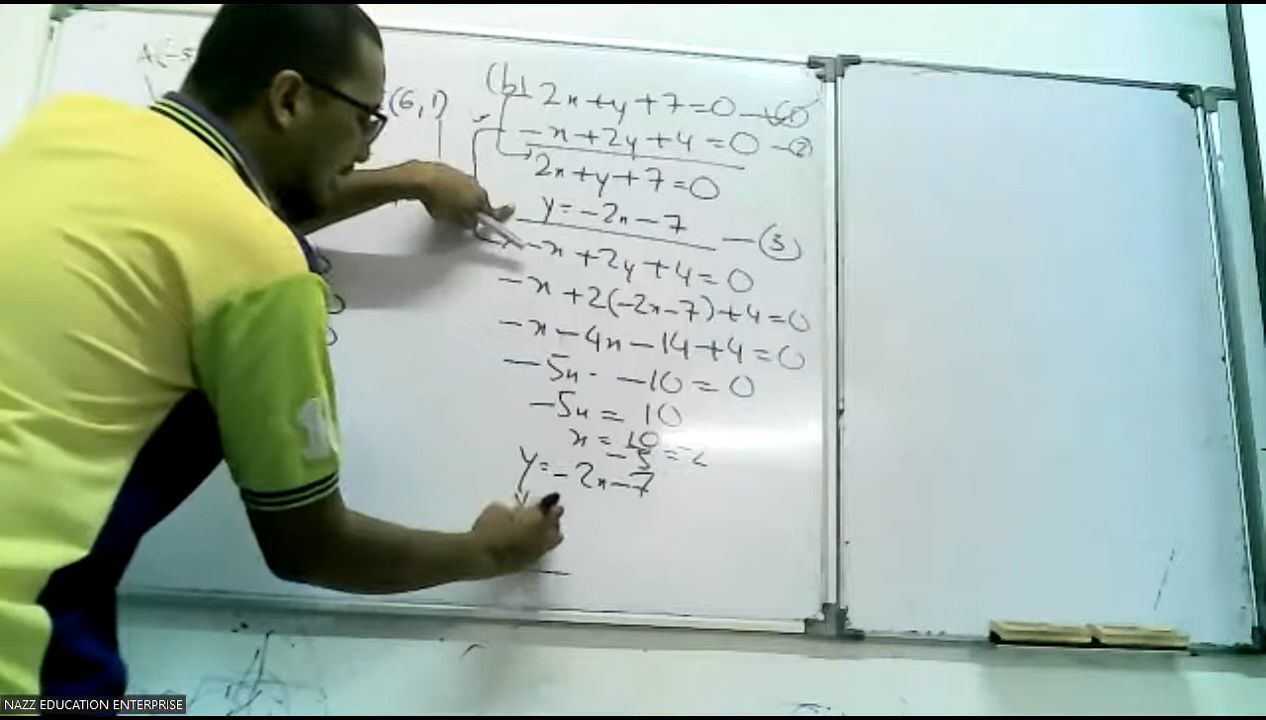 A(-5
(6,1)
(b) 2x+y+7=0 —①
-x+2y+4=0 —②
2x+y+7=0
y=-2x-7 —③
-x+2y+4=0
-x+2(-2x-7)+4=0
-x-4x-14+4=0
-5x-10=0
-5x=10
x=10/-5=-2
y=-2x-7
y
1
NAZZ EDUCATION ENTERPRISE